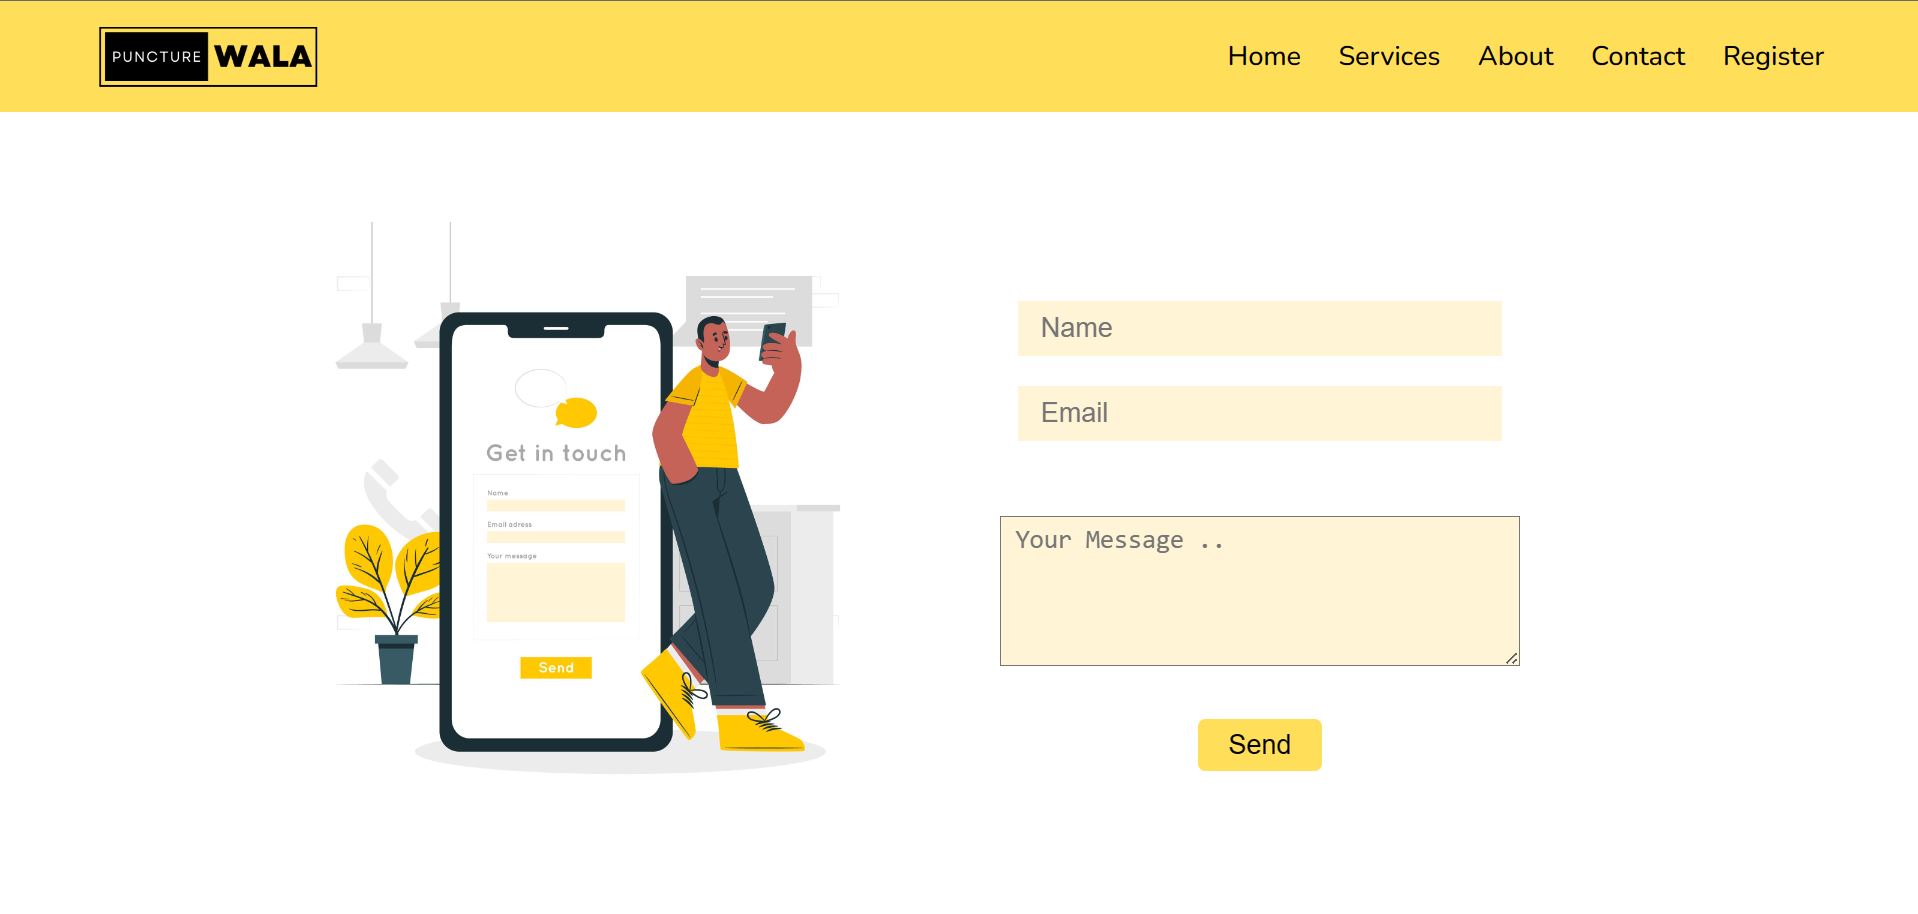 PUNCTURE WALA
Home Services About Contact Register
Get in touch
Name
Email adress
Your message
Send
Name
Email
Your Message ..
Send